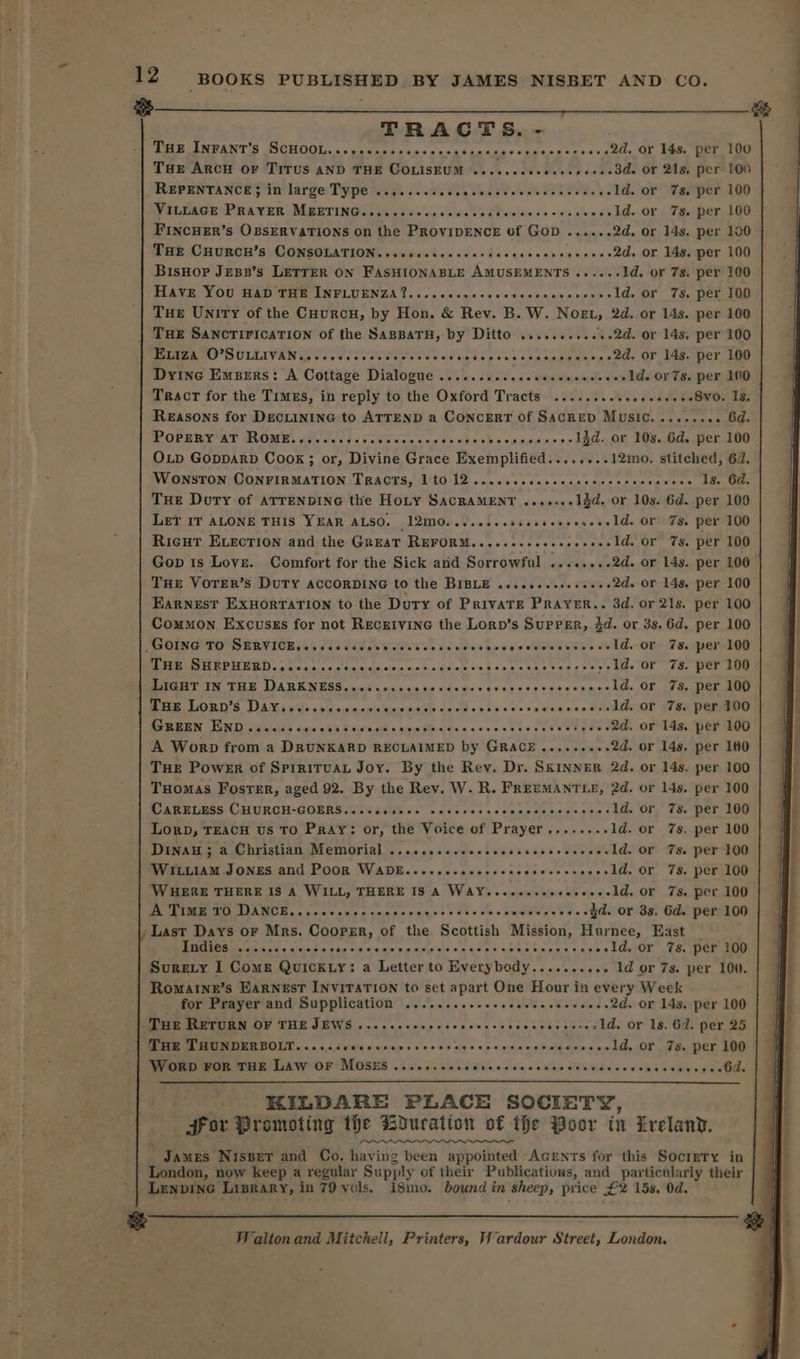 12 BOOKS PUBLISHED BY JAMES NISBET AND CO.
TRACTS. -
THE INFANT'S SCHOOL........................................2d. or 14s. per 100
THE ARCH OF TITUS AND THE COLISEUM ....................3d. or 21s. per 100
REPENTANCE; in large Type ................................1d. or 7s. per 100
VILLAGE PRAYER MEETING..................................1d. or 7s. per 100
FINCHER'S OBSERVATIONS on the PROVIDENCE of GOD ......2d. or 14s. per 100
THE CHURCH'S CONSOLATION................................2d. or 14s. per 100
BISHOP JEBB'S LETTER ON FASHIONABLE AMUSEMENTS ......1d. or 7s. per 100
HAVE YOU HAD THE INFLUENZA?.............................1d. or 7s. per 100
THE UNITY of the CHURCH, by Hon. & Rev. B. W. NOEL, 2d. or 14s. per 100
THE SANCTIFICATION of the SABBATH, by Ditto ............2d. or 14s. per 100
ELIZA O'SULLIVAN..........................................2d. or 14s. per 100
DYING EMBERS: A Cottage Dialogue ........................1d. or 7s. per 100
TRACT for the TIMES, in reply to the Oxford Tracts ................8vo. 1s.
REASONS for DECLINING to ATTEND a CONCERT of SACRED MUSIC......... 6d.
POPERY AT ROME....................................1½d. or 10s. 6d. per 100
OLD GODDARD COOK; or, Divine Grace Exemplified........12mo. stitched, 6d.
WONSTON CONFIRMATION TRACTS, 1 to 12 ........................... 1s. 6d.
THE DUTY of ATTENDING the HOLY SACRAMENT .......1½d. or 10s. 6d. per 100
LET IT ALONE THIS YEAR ALSO. 12mo.......................1d. or 7s. per 100
RIGHT ELECTION and the GREAT REFORM....................1d. or 7s. per 100
GOD IS LOVE. Comfort for the Sick and Sorrowful ........2d. or 14s. per 100
THE VOTER'S DUTY ACCORDING to the BIBLE ...............2d. or 14s. per 100
EARNEST EXHORTATION to the DUTY of PRIVATE PRAYER.. 3d. or 21s. per 100
COMMON EXCUSES for not RECEIVING the LORD'S SUPPER, ½d. or 3s. 6d. per 100
GOING TO SERVICE..........................................1d. or 7s. per 100
THE SHEPHERD..............................................1d. or 7s. per 100
LIGHT IN THE DARKNESS....................................1d. or 7s. per 100
THE LORD'S DAY............................................1d. or 7s. per 100
GREEN END ................................................2d. or 14s. per 100
A WORD from a DRUNKARD RECLAIMED by GRACE .........2d. or 14s. per 100
THE POWER of SPIRITUAL JOY. By the Rev. Dr. SKINNER 2d. or 14s. per 100
THOMAS FOSTER, aged 92. By the Rev. W. R. FREEMANTLE, 2d. or 14s. per 100
CARELESS CHURCH-GOERS.......... ........................1d. or 7s. per 100
LORD, TEACH US TO PRAY: or, the Voice of Prayer ........1d. or 7s. per 100
DINAH; a Christian Memorial ..............................1d. or 7s. per 100
WILLIAM JONES and POOR WADE.............................1d. or 7s. per 100
WHERE THERE IS A WILL, THERE IS A WAY.................1d. or 7s. per 100
A TIME TO DANCE.....................................½d. or 3s. 6d. per 100
LAST DAYS OF MRS. COOPER, of the Scottish Mission, Hurnee, East
Indies ....................................................1d. or 7s. per 100
SURELY I COME QUICKLY: a Letter to Everybody.......... 1d or 7s. per 100.
ROMAINE'S EARNEST INVITATION to set apart One Hour in every Week
for Prayer and Supplication ............................2d. or 14s. per 100
THE RETURN OF THE JEWS ..............................1d. or 1s. 6d. per 25
THE THUNDERBOLT..........................................1d. or 7s. per 100
WORD FOR THE LAW OF MOSES ..........................................6d.
KILDARE PLACE SOCIETY,
For Promoting the Education of the Poor in Ireland.
JAMES NISBET and Co. having been appointed AGENTS for this SOCIETY in
London, now keep a regular Supply of their Publications, and particularly their
LENDING LIBRARY, in 79 vols. 18mo. bound in sheep, price £2 15s. 0d.
Walton and Mitchell, Printers, Wardour Street, London.